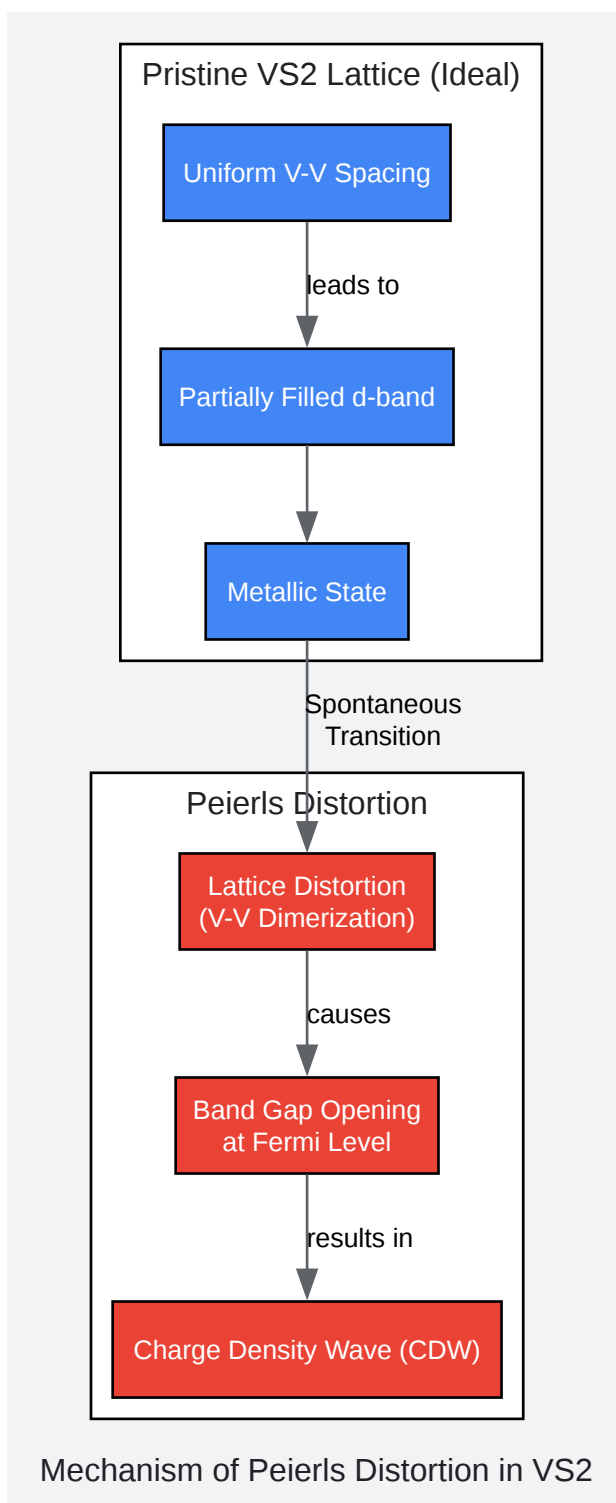 Pristine VS2 Lattice (Ideal)
Uniform V-V Spacing
leads to
Partially Filled d-band
Metallic State
Spontaneous
Transition
Peierls Distortion
Lattice Distortion
(V-V Dimerization)
causes
Band Gap Opening
at Fermi Level
results in
Charge Density Wave (CDW)
Mechanism of Peierls Distortion in VS2